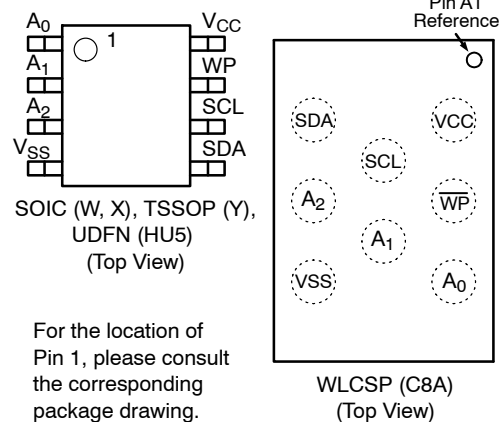 A0
A1
A2
VSS
1
VCC
WP
SCL
SDA
SOIC (W, X), TSSOP (Y),
UDFN (HU5)
(Top View)
For the location of
Pin 1, please consult
the corresponding
package drawing.
Pin A1
Reference
SDA
VCC
SCL
A2
WP
A1
VSS
A0
WLCSP (C8A)
(Top View)